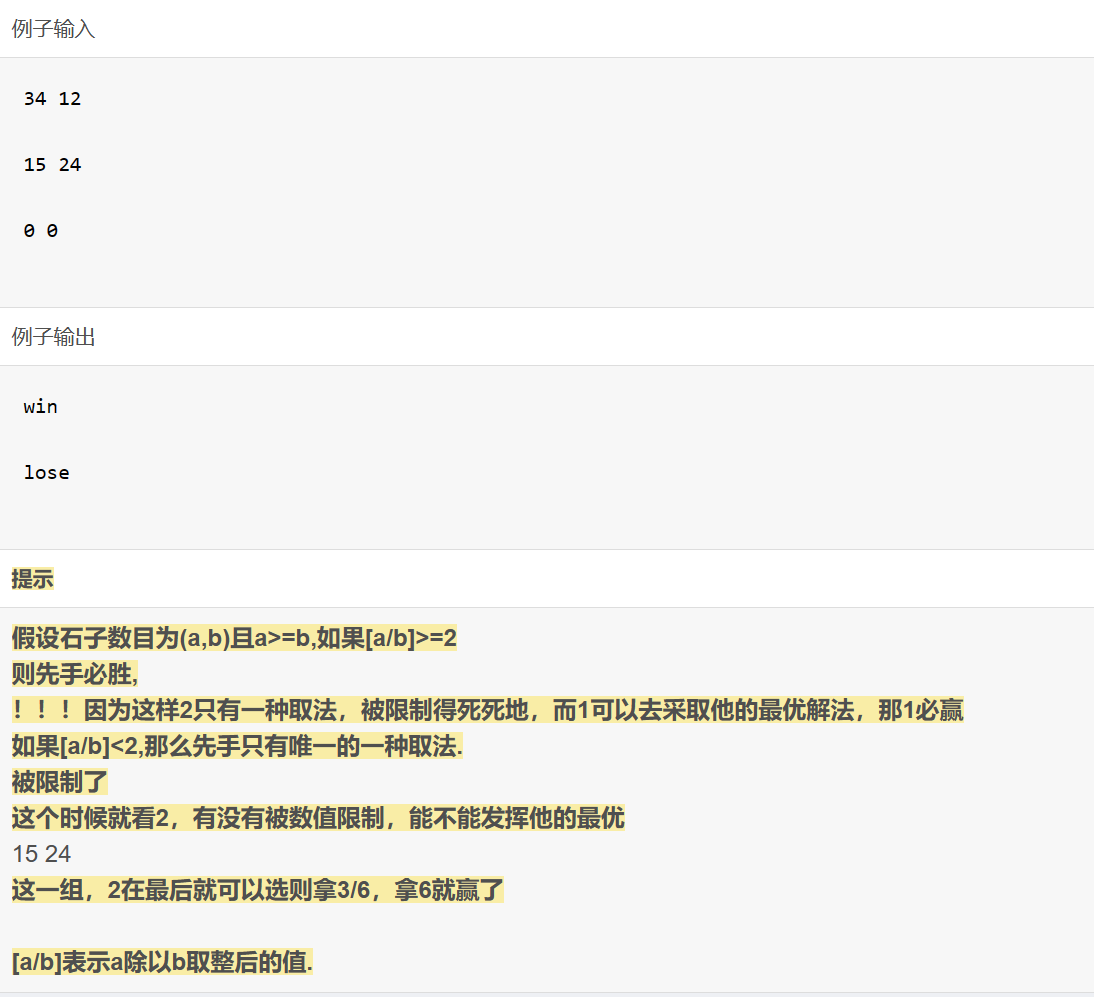 例子输入
34 12
15 24
0 0
例子输出
win
lose
提示
假设石子数目为(a,b)且a>=b,如果[a/b]>=2
则先手必胜,
！！！因为这样2只有一种取法，被限制得死死地，而1可以去采取他的最优解法，那1必赢
如果[a/b]<2,那么先手只有唯一的一种取法.
被限制了
这个时候就看2，有没有被数值限制，能不能发挥他的最优
15 24
这一组，2在最后就可以选则拿3/6，拿6就赢了
[a/b]表示a除以b取整后的值.